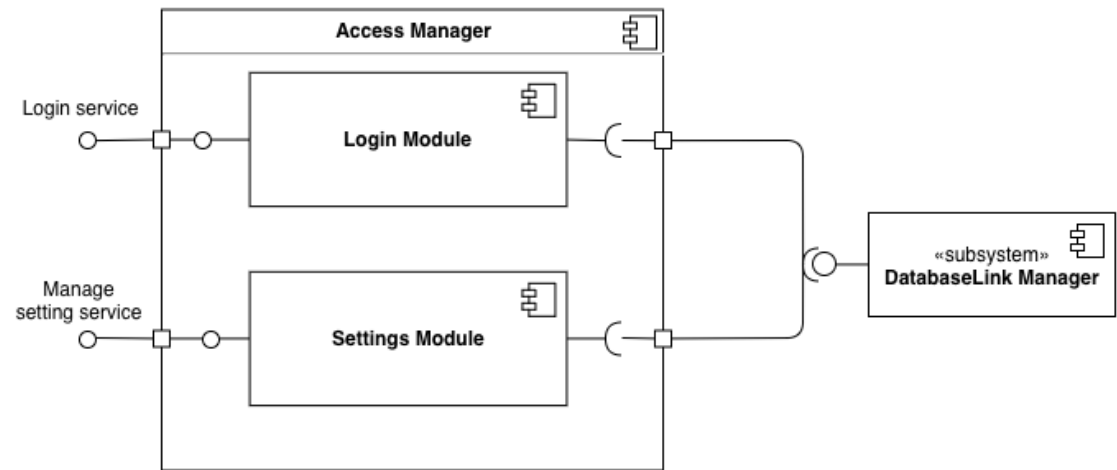 Access Manager
Login service
Login Module
«subsystem»
DatabaseLink Manager
Manage
setting service
Settings Module